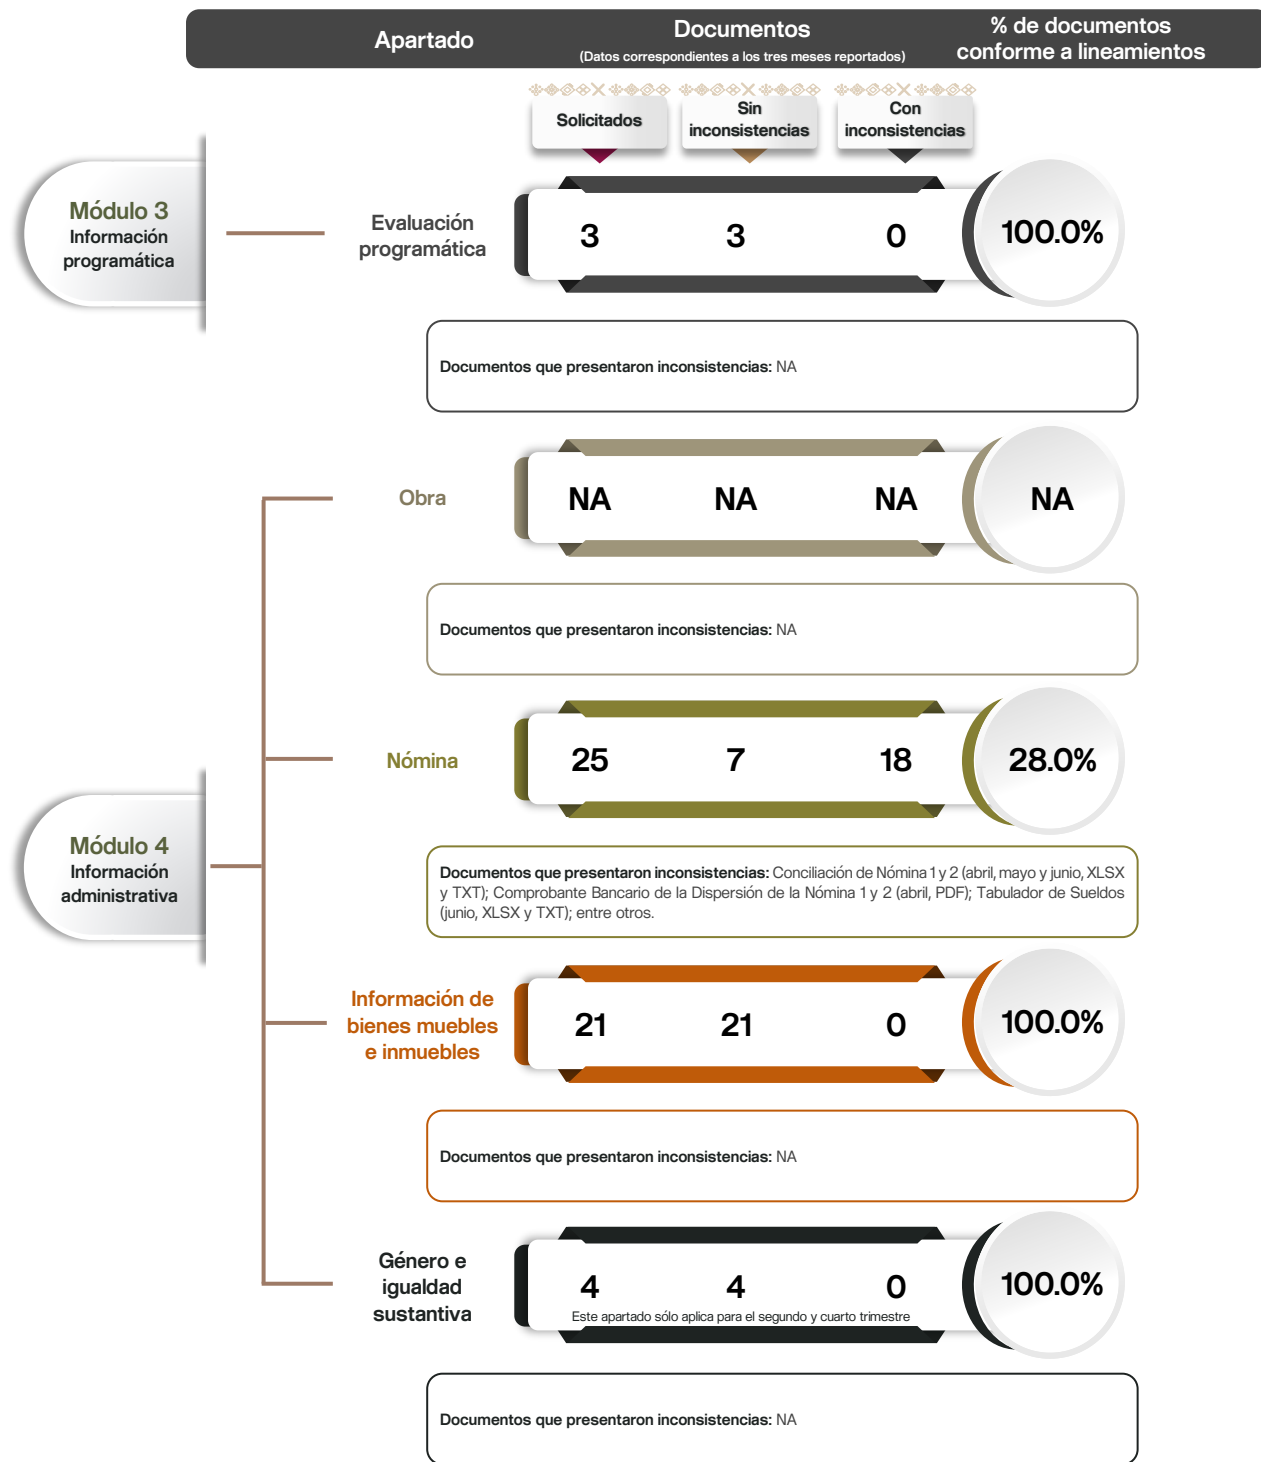 Apartado
Documentos
(Datos correspondientes a los tres meses reportados)
% de documentos
conforme a lineamientos
Solicitados
Sin
inconsistencias
Con
inconsistencias
Módulo 3
Información
programática
Evaluación
programática
3 3 0 100.0%
Documentos que presentaron inconsistencias: NA
Obra
NA NA NA NA
Documentos que presentaron inconsistencias: NA
Módulo 4
Información
administrativa
Nómina
25 7 18 28.0%
Documentos que presentaron inconsistencias: Conciliación de Nómina 1 y 2 (abril, mayo y junio, XLSX
y TXT); Comprobante Bancario de la Dispersión de la Nómina 1 y 2 (abril, PDF); Tabulador de Sueldos
(junio, XLSX y TXT); entre otros.
Información de
bienes muebles
e inmuebles
21 21 0 100.0%
Documentos que presentaron inconsistencias: NA
Género e
igualdad
sustantiva
4 4 0 100.0%
Este apartado sólo aplica para el segundo y cuarto trimestre
Documentos que presentaron inconsistencias: NA